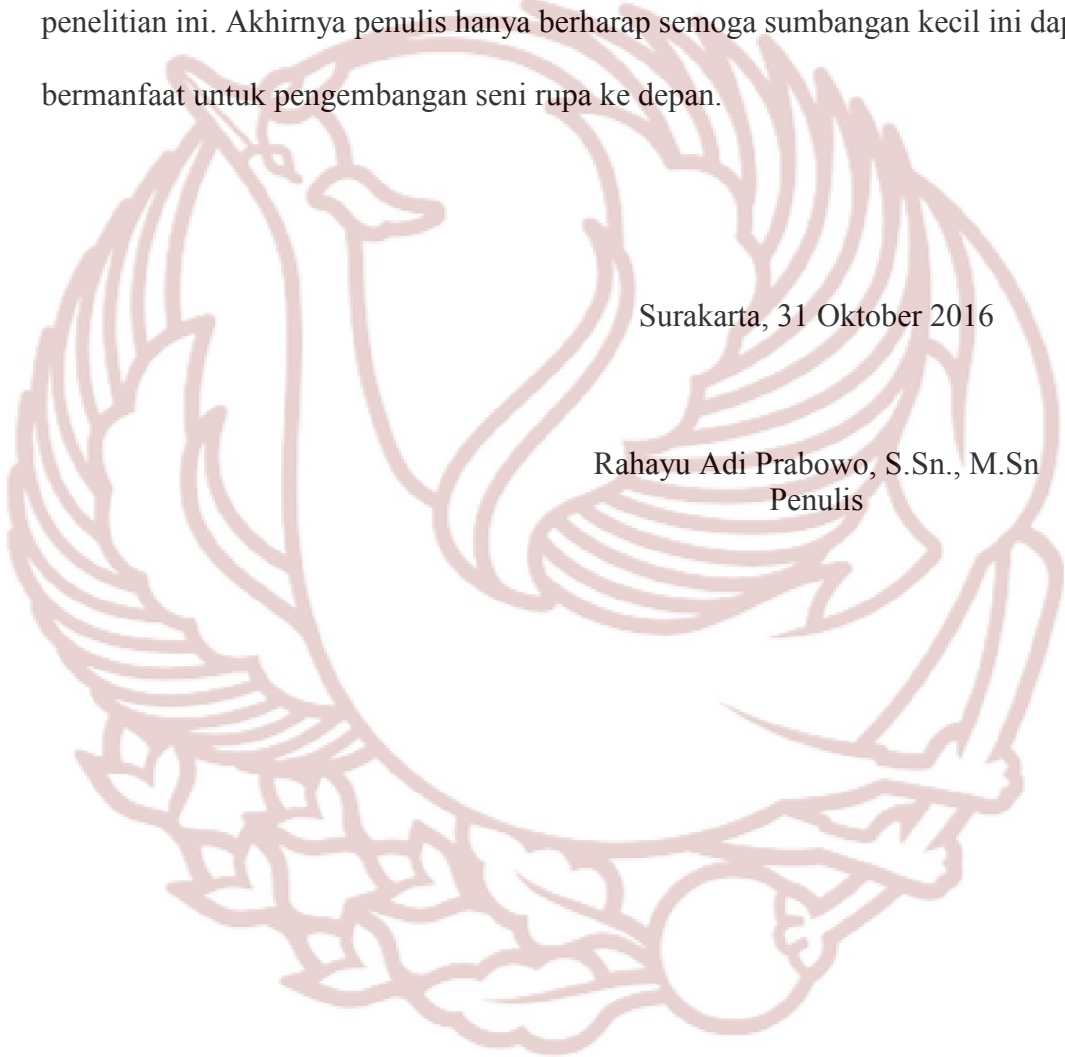 penelitian ini. Akhirnya penulis hanya berharap semoga sumbangan kecil ini
bermanfaat untuk pengembangan seni rupa ke depan.
Surakarta, 31 Oktober 2016
Rahayu Adi Prabowo, S.Sn., M.Sn
Penulis